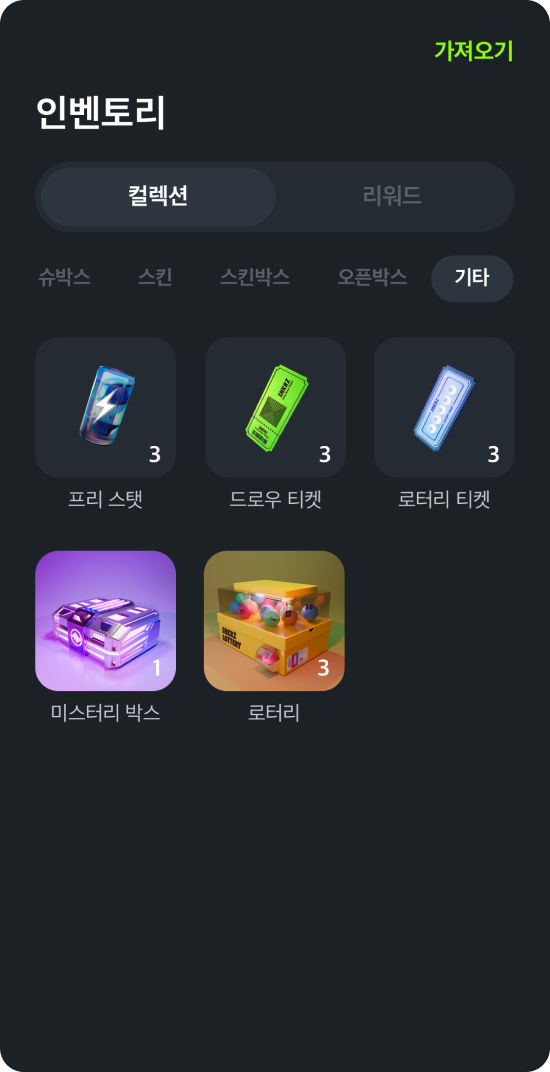 가져오기
인벤토리
컬렉션 리워드
슈박스 스킨 스킨박스 오픈박스 기타
SNKRZ
3 3 3
프리 스탯 드로우 티켓 로터리 티켓
SNKRZ
LOTTERY
1 3
미스터리 박스 로터리